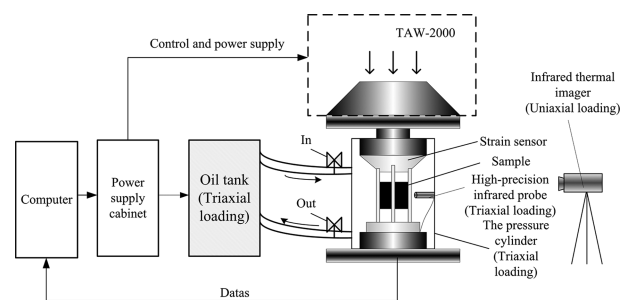 TAW-2000
Control and power supply
Infrared thermal
imager
(Uniaxial loading)
In
Strain sensor
Sample
High-precision
infrared probe
(Triaxial loading)
The pressure
cylinder
(Triaxial
loading)
Computer
Power
supply
cabinet
Oil tank
(Triaxial
loading)
Out
Datas